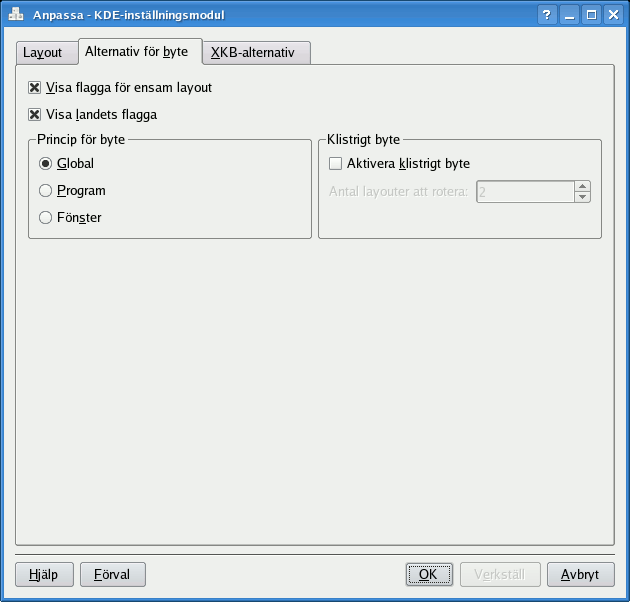 Anpassa - KDE-inställningsmodul
Layout
Alternativ för byte
XKB-alternativ
Visa flagga för ensam layout
Visa landets flagga
Princip för byte
Global
Program
Fönster
Klistrigt byte
Aktivera klistrigt byte
Antal layouter att rotera: 2
Hjälp
Förval
OK
Verkställ
Avbryt